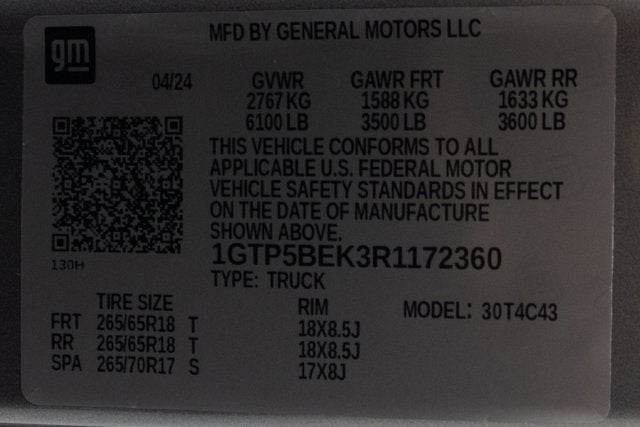 gm
MFD BY GENERAL MOTORS LLC
04/24 GVWR GAWR FRT GAWR RR
2767 KG 1588 KG 1633 KG
6100 LB 3500 LB 3600 LB
THIS VEHICLE CONFORMS TO ALL
APPLICABLE U.S. FEDERAL MOTOR
VEHICLE SAFETY STANDARDS IN EFFECT
ON THE DATE OF MANUFACTURE
SHOWN ABOVE.
130H
1GTP5BEK3R1172360
TYPE: TRUCK
TIRE SIZE RIM MODEL: 30T4C43
FRT 265/65R18 T 18X8.5J
RR 265/65R18 T 18X8.5J
SPA 265/70R17 S 17X8J